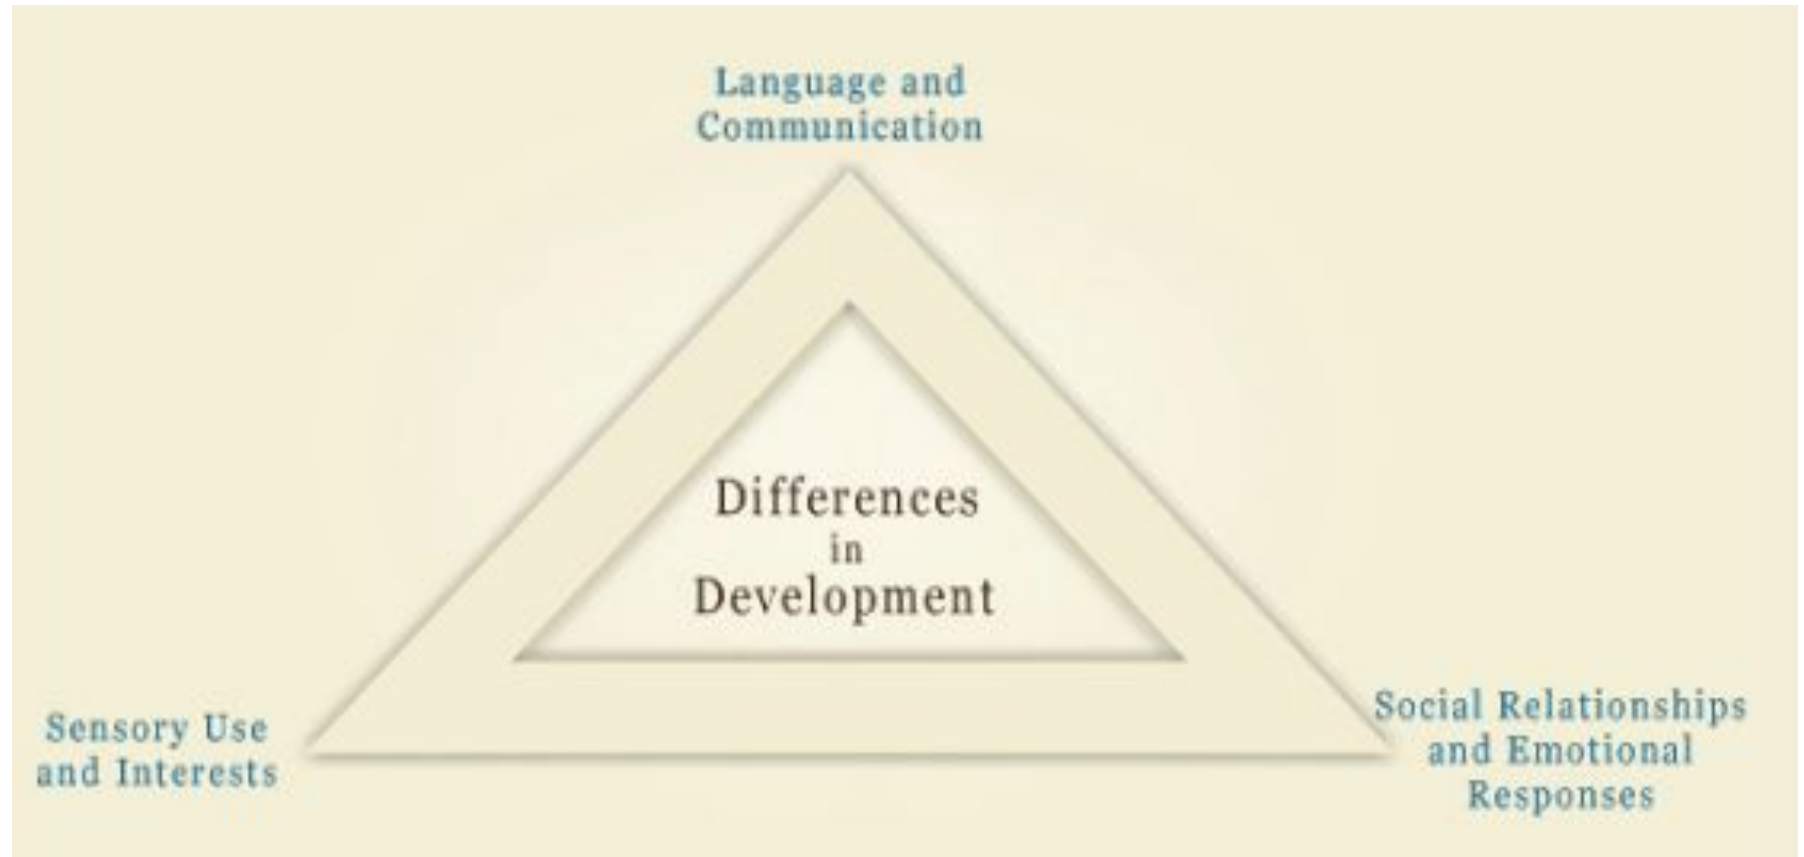 Language and
Communication
Differences
in
Development
Sensory Use
and Interests
Social Relationships
and Emotional
Responses